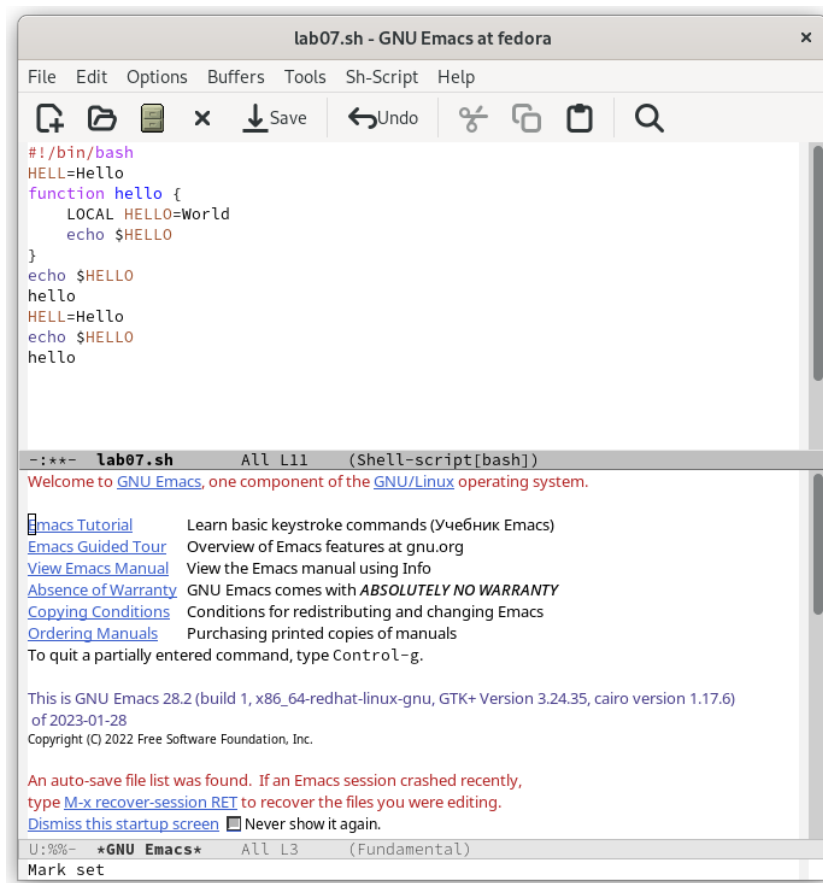 lab07.sh - GNU Emacs at fedora ×
File Edit Options Buffers Tools Sh-Script Help
Save Undo
#!/bin/bash
HELL=Hello
function hello {
    LOCAL HELLO=World
    echo $HELLO
}
echo $HELLO
hello
HELL=Hello
echo $HELLO
hello
-:**- lab07.sh All L11 (Shell-script[bash])
Welcome to GNU Emacs, one component of the GNU/Linux operating system.
Emacs Tutorial Learn basic keystroke commands (Учебник Emacs)
Emacs Guided Tour Overview of Emacs features at gnu.org
View Emacs Manual View the Emacs manual using Info
Absence of Warranty GNU Emacs comes with ABSOLUTELY NO WARRANTY
Copying Conditions Conditions for redistributing and changing Emacs
Ordering Manuals Purchasing printed copies of manuals
To quit a partially entered command, type Control-g.
This is GNU Emacs 28.2 (build 1, x86_64-redhat-linux-gnu, GTK+ Version 3.24.35, cairo version 1.17.6)
of 2023-01-28
Copyright (C) 2022 Free Software Foundation, Inc.
An auto-save file list was found. If an Emacs session crashed recently,
type M-x recover-session RET to recover the files you were editing.
Dismiss this startup screen Never show it again.
U:%%- *GNU Emacs* All L3 (Fundamental)
Mark set